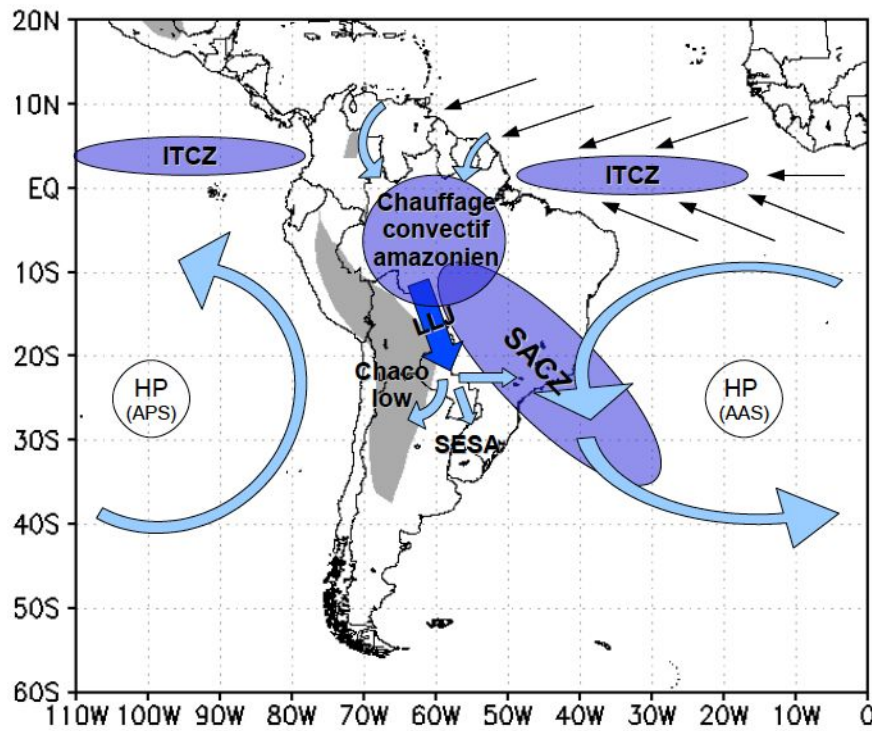 20N
10N
EQ
10S
20S
30S
40S
50S
60S
ITCZ
ITCZ
Chauffage
convectif
amazonien
LLJ
SACZ
Chaco
low
SESA
HP
(APS)
HP
(AAS)
110W 100W 90W 80W 70W 60W 50W 40W 30W 20W 10W 0